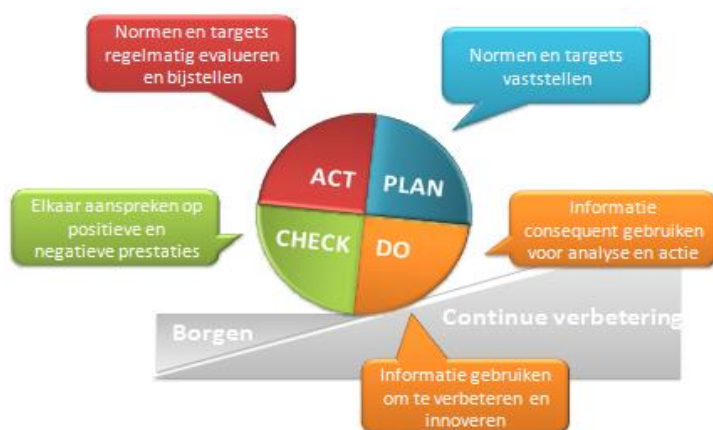 Normen en targets
regelmatig evalueren
en bijstellen
Normen en targets
vaststellen
ACT
PLAN
Elkaar aanspreken op
positieve en
negatieve prestaties
CHECK
DO
Informatie
consequent gebruiken
voor analyse en actie
Borgen
Continue verbetering
Informatie gebruiken
om te verbeteren en
innoveren